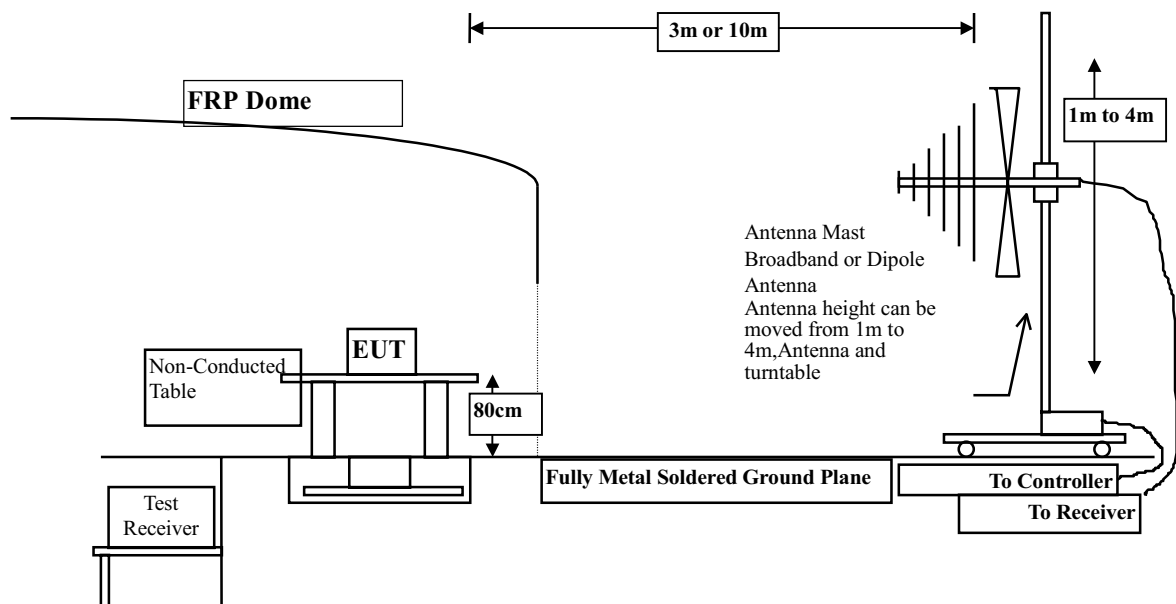 3m or 10m
FRP Dome
1m to 4m
Antenna Mast
Broadband or Dipole
Antenna
Antenna height can be
moved from 1m to
4m,Antenna and
turntable
EUT
Non-Conducted
Table
80cm
Fully Metal Soldered Ground Plane
To Controller
To Receiver
Test
Receiver